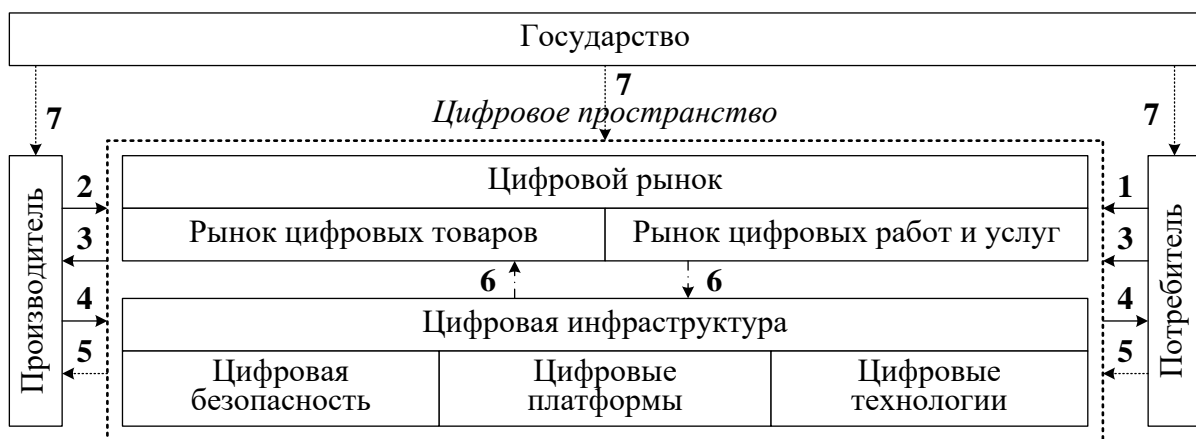 Государство
7
7
7
Цифровое пространство
Производитель
Потребитель
2
Цифровой рынок
1
3
Рынок цифровых товаров
Рынок цифровых работ и услуг
3
6
6
4
Цифровая инфраструктура
4
5
Цифровая
безопасность
Цифровые
платформы
Цифровые
технологии
5